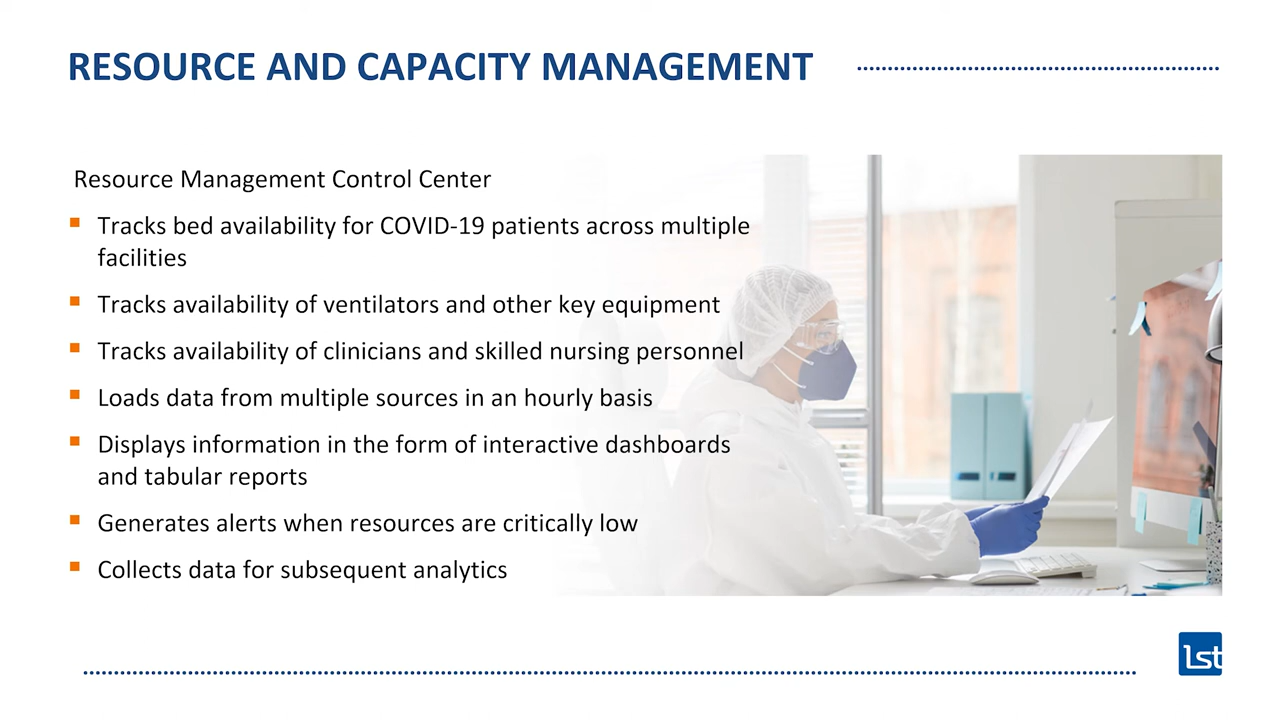 RESOURCE AND CAPACITY MANAGEMENT
Resource Management Control Center
Tracks bed availability for COVID-19 patients across multiple
facilities
Tracks availability of ventilators and other key equipment
Tracks availability of clinicians and skilled nursing personnel
Loads data from multiple sources in an hourly basis
Displays information in the form of interactive dashboards
and tabular reports
Generates alerts when resources are critically low
Collects data for subsequent analytics
1st